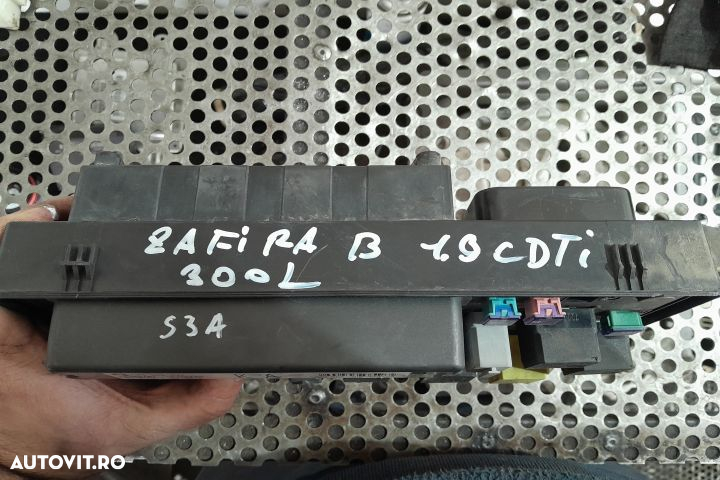 ZAFiRA B 1.9 CDTi
300L
S3A
AUTOVIT.RO